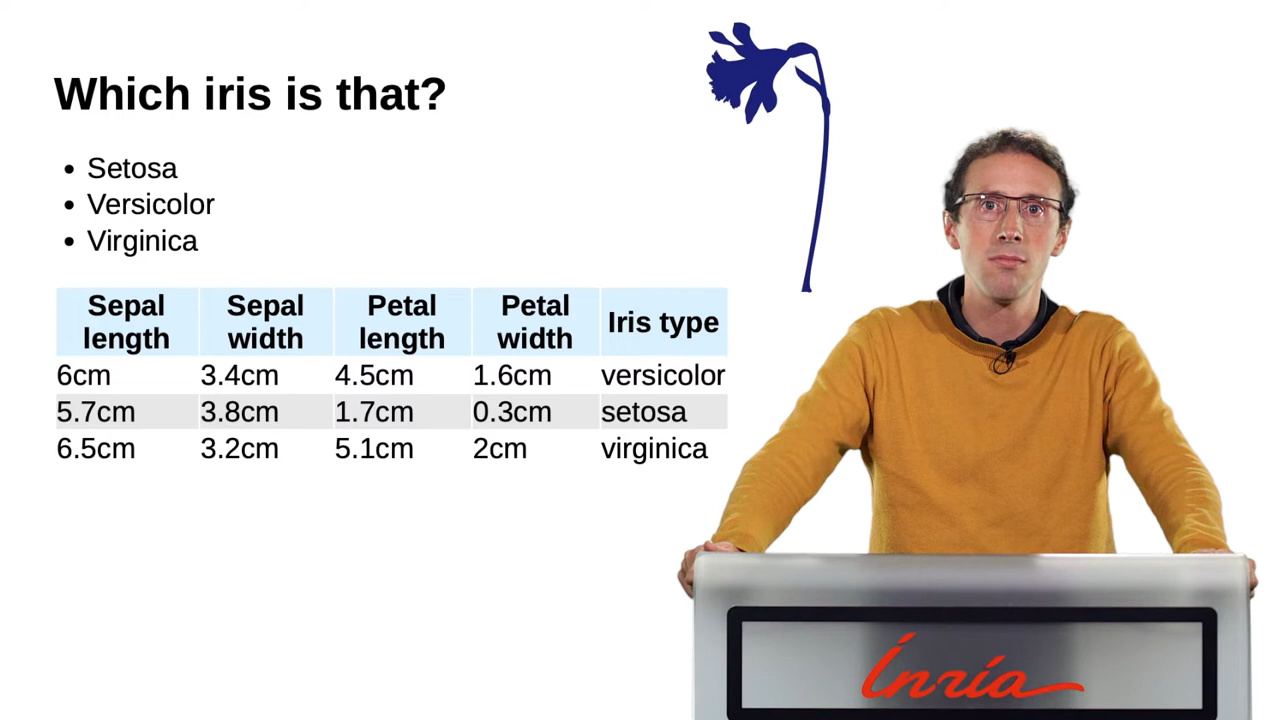 Which iris is that?
• Setosa
• Versicolor
• Virginica
Sepal length Sepal width Petal length Petal width Iris type
6cm 3.4cm 4.5cm 1.6cm versicolor
5.7cm 3.8cm 1.7cm 0.3cm setosa
6.5cm 3.2cm 5.1cm 2cm virginica
Inria